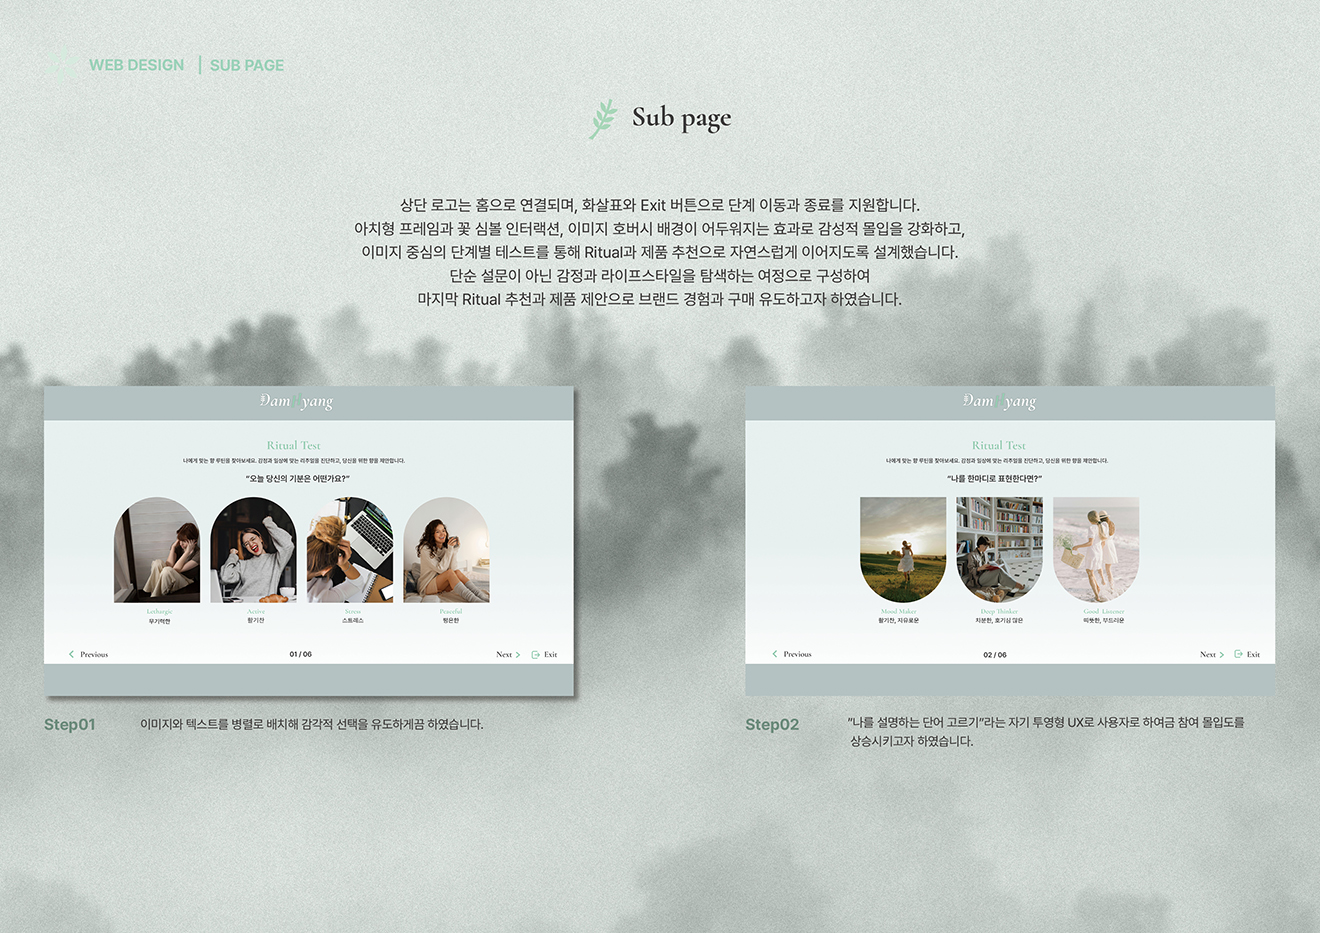 WEB DESIGN | SUB PAGE
Sub page
상단 로고는 홈으로 연결되며, 화살표와 Exit 버튼으로 단계 이동과 종료를 지원합니다.
아치형 프레임과 꽃 심볼 인터랙션, 이미지 호버시 배경이 어두워지는 효과로 감성적 몰입을 강화하고,
이미지 중심의 단계별 테스트를 통해 Ritual과 제품 추천으로 자연스럽게 이어지도록 설계했습니다.
단순 설문이 아닌 감정과 라이프스타일을 탐색하는 여정으로 구성하여
마지막 Ritual 추천과 제품 제안으로 브랜드 경험과 구매 유도하고자 하였습니다.
DamHyang
Ritual Test
나에게 맞는 향 루틴을 찾아보세요. 감정과 일상에 맞는 리추얼을 진단하고, 당신을 위한 향을 제안합니다.
“오늘 당신의 기분은 어떤가요?”
Lethargic Active Stress Peaceful
무기력한 활기찬 스트레스 평온한
Previous 01 / 06 Next Exit
Step01 이미지와 텍스트를 병렬로 배치해 감각적 선택을 유도하게끔 하였습니다.
DamHyang
Ritual Test
나에게 맞는 향 루틴을 찾아보세요. 감정과 일상에 맞는 리추얼을 진단하고, 당신을 위한 향을 제안합니다.
“나를 한마디로 표현한다면?”
Mood Maker Deep Thinker Good Listener
활기찬, 자유로운 차분한, 호기심 많은 따뜻한, 부드러운
Previous 02 / 06 Next Exit
Step02 “나를 설명하는 단어 고르기”라는 자기 투영형 UX로 사용자로 하여금 참여 몰입도를
상승시키고자 하였습니다.